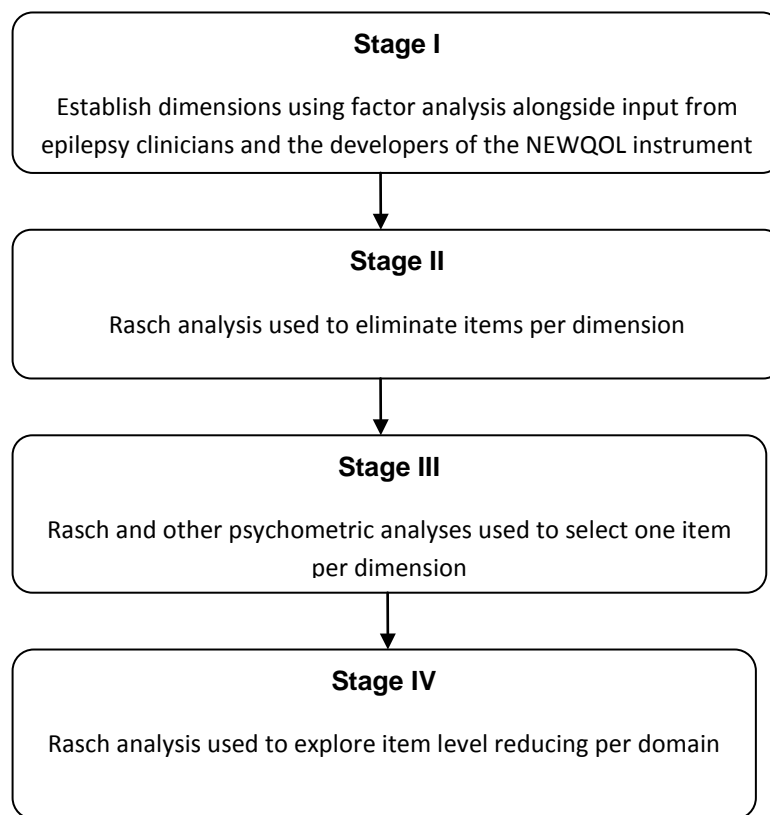 Stage I
Establish dimensions using factor analysis alongside input from
epilepsy clinicians and the developers of the NEWQOL instrument
Stage II
Rasch analysis used to eliminate items per dimension
Stage III
Rasch and other psychometric analyses used to select one item
per dimension
Stage IV
Rasch analysis used to explore item level reducing per domain